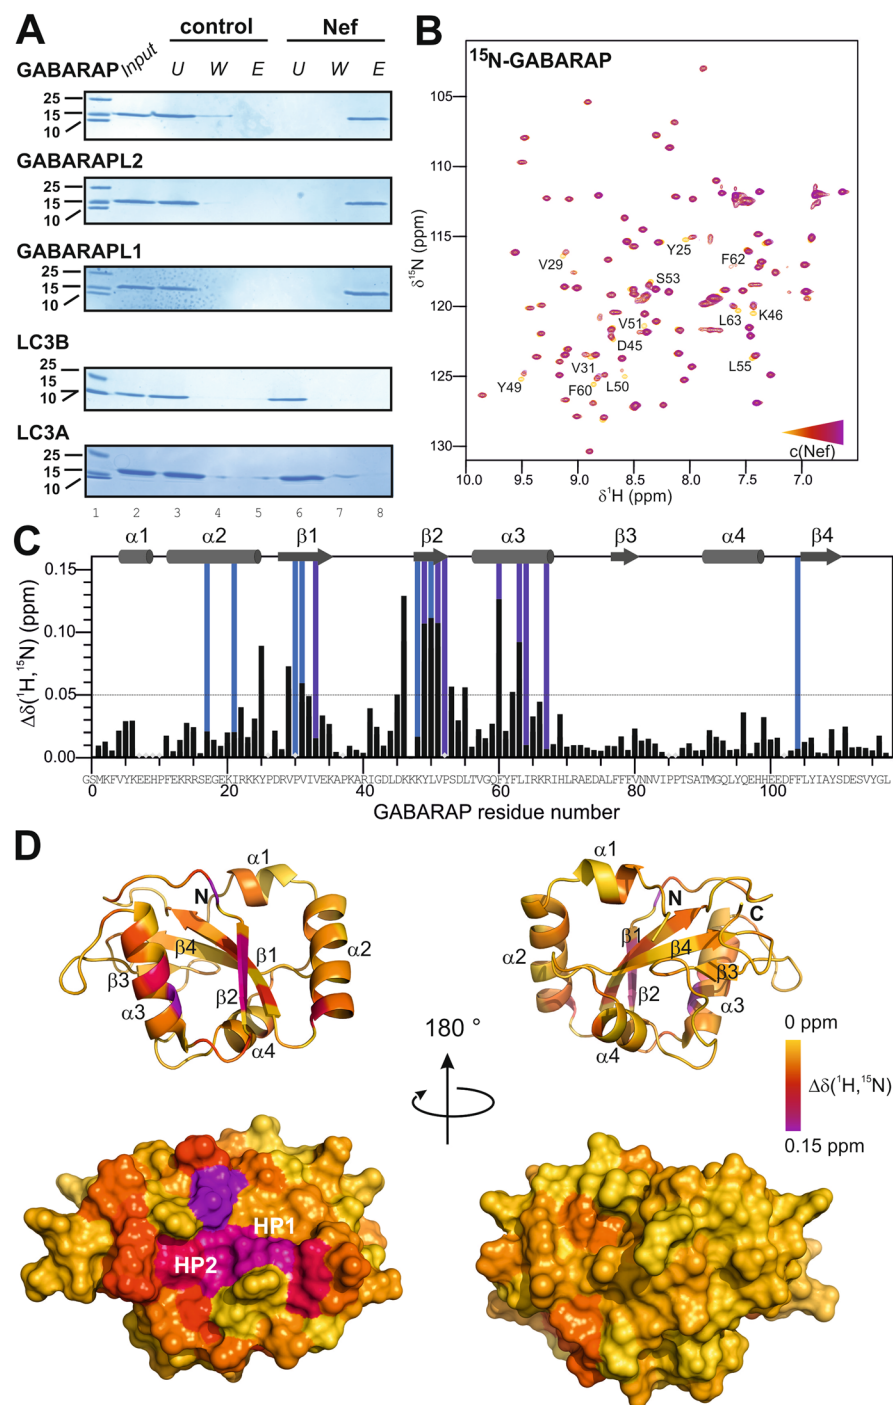 A
control
Nef
GABARAP
Input
U
W
E
U
W
E
25
15
10
GABARAPL2
25
15
10
GABARAPL1
25
15
10
LC3B
25
15
10
LC3A
25
15
10
1 2 3 4 5 6 7 8
B
¹⁵N-GABARAP
105
110
115
120
125
130
δ¹⁵N (ppm)
Y25
V29
F62
S53
K46
L63
V51
D45
V31
L55
Y49
F60
L50
c(Nef)
10.0 9.5 9.0 8.5 8.0 7.5 7.0
δ¹H (ppm)
C
α1 α2 β1 β2 α3 β3 α4 β4
0.15
0.10
0.05
0.00
Δδ(¹H,¹⁵N) (ppm)
GSMKFVYKEEHPFEKRRSEGEKIRKKYPDRVPVIVEKAPKARIGDLDKKKYLVPSDLTVGQFYFLIRKRIHLRAEDALFFFVNNVIPPTSATMGQLYQEHHEEDFFLYIAYSDESVYGL
0 20 40 60 80 100
GABARAP residue number
D
α1
N
β4
β1
α2
β3
β2
α3
α4
α1
N
C
β1
β4
α2
β3
β2
α3
α4
180 °
0 ppm
Δδ(¹H,¹⁵N)
0.15 ppm
HP1
HP2